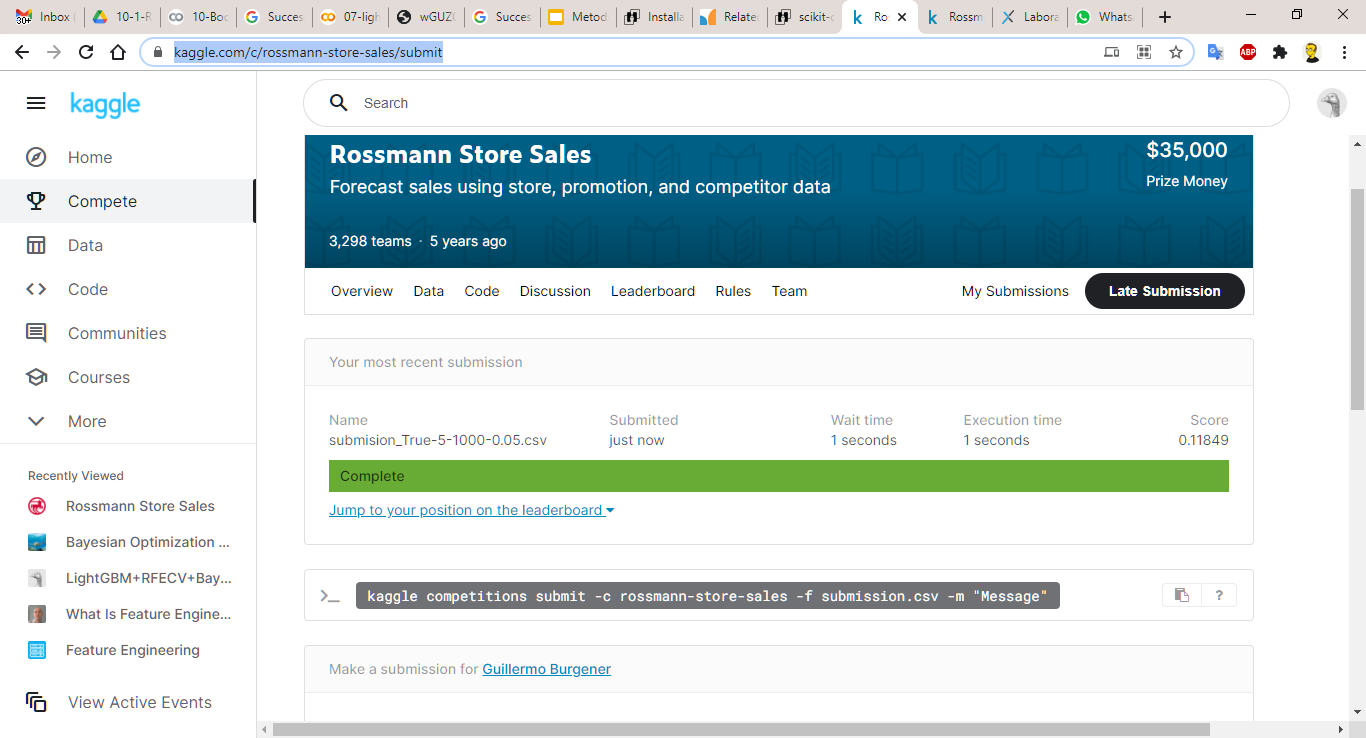 Inbox
10-1-R
10-Boo
Succes
07-ligh
wGUZ
Succes
Metod
Installa
Relate
scikit-
Ros
Rossm
Labora
Whats
kaggle.com/c/rossmann-store-sales/submit
ABP
kaggle
Search
Home
Compete
Data
Code
Communities
Courses
More
Recently Viewed
Rossmann Store Sales
Bayesian Optimization ...
LightGBM+RFECV+Bay...
What Is Feature Engine...
Feature Engineering
View Active Events
Rossmann Store Sales
$35,000
Forecast sales using store, promotion, and competitor data
Prize Money
3,298 teams · 5 years ago
Overview Data Code Discussion Leaderboard Rules Team My Submissions Late Submission
Your most recent submission
Name Submitted Wait time Execution time Score
submision_True-5-1000-0.05.csv just now 1 seconds 1 seconds 0.11849
Complete
Jump to your position on the leaderboard
kaggle competitions submit -c rossmann-store-sales -f submission.csv -m "Message"
?
Make a submission for Guillermo Burgener